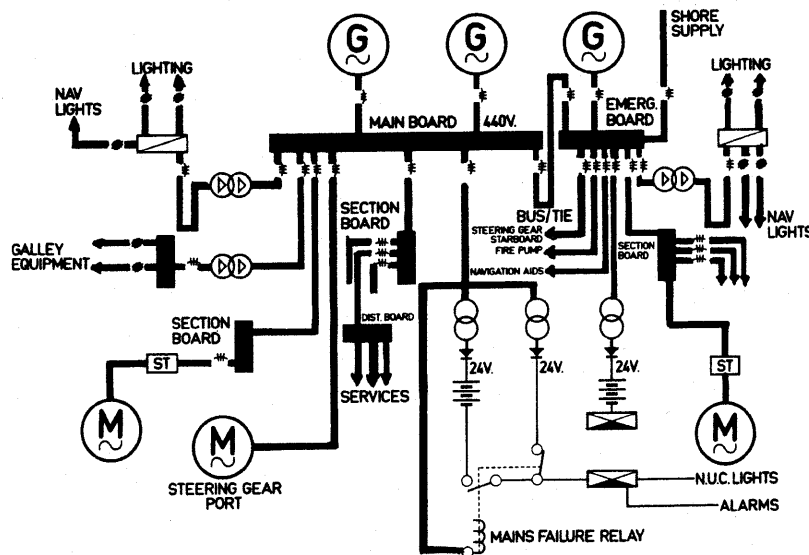 SHORE
SUPPLY
G
G
G
LIGHTING
NAV
LIGHTS
MAIN BOARD
440V.
EMERG.
BOARD
LIGHTING
SECTION
BOARD
BUS/TIE
STEERING GEAR
STARBOARD
FIRE PUMP
NAVIGATION AIDS
NAV
LIGHTS
SECTION
BOARD
GALLEY
EQUIPMENT
SECTION
BOARD
DIST. BOARD
SERVICES
ST
24V.
24V.
24V.
ST
M
M
M
STEERING GEAR
PORT
N.U.C. LIGHTS
ALARMS
MAINS FAILURE RELAY